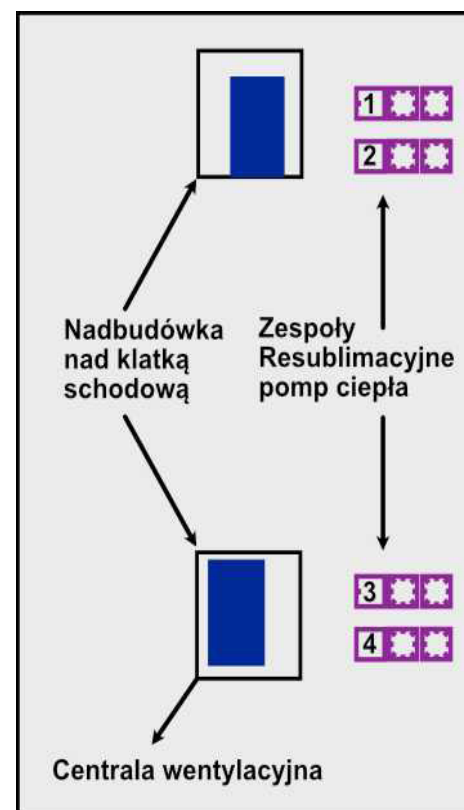 1
2
Nadbudówka
nad klatką
schodową
Zespoły
Resublimacyjne
pomp ciepła
3
4
Centrala wentylacyjna